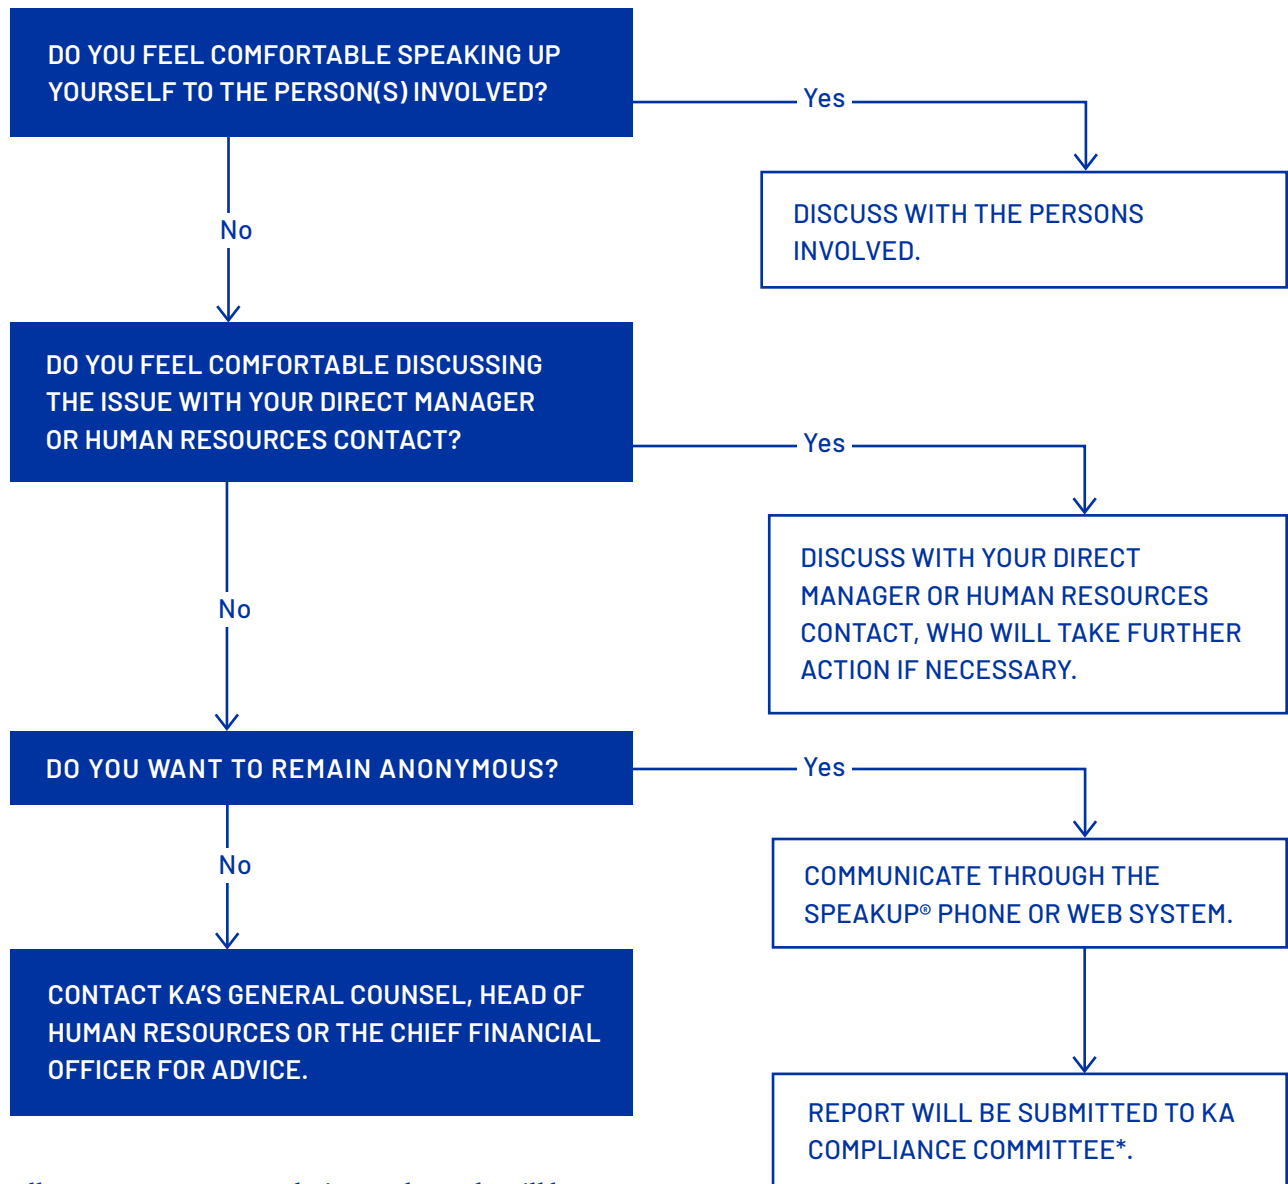 DO YOU FEEL COMFORTABLE SPEAKING UP
YOURSELF TO THE PERSON(S) INVOLVED?
Yes
DISCUSS WITH THE PERSONS
INVOLVED.
No
DO YOU FEEL COMFORTABLE DISCUSSING
THE ISSUE WITH YOUR DIRECT MANAGER
OR HUMAN RESOURCES CONTACT?
Yes
DISCUSS WITH YOUR DIRECT
MANAGER OR HUMAN RESOURCES
CONTACT, WHO WILL TAKE FURTHER
ACTION IF NECESSARY.
No
DO YOU WANT TO REMAIN ANONYMOUS?
Yes
COMMUNICATE THROUGH THE
SPEAKUP® PHONE OR WEB SYSTEM.
No
CONTACT KA'S GENERAL COUNSEL, HEAD OF
HUMAN RESOURCES OR THE CHIEF FINANCIAL
OFFICER FOR ADVICE.
REPORT WILL BE SUBMITTED TO KA
COMPLIANCE COMMITTEE*.